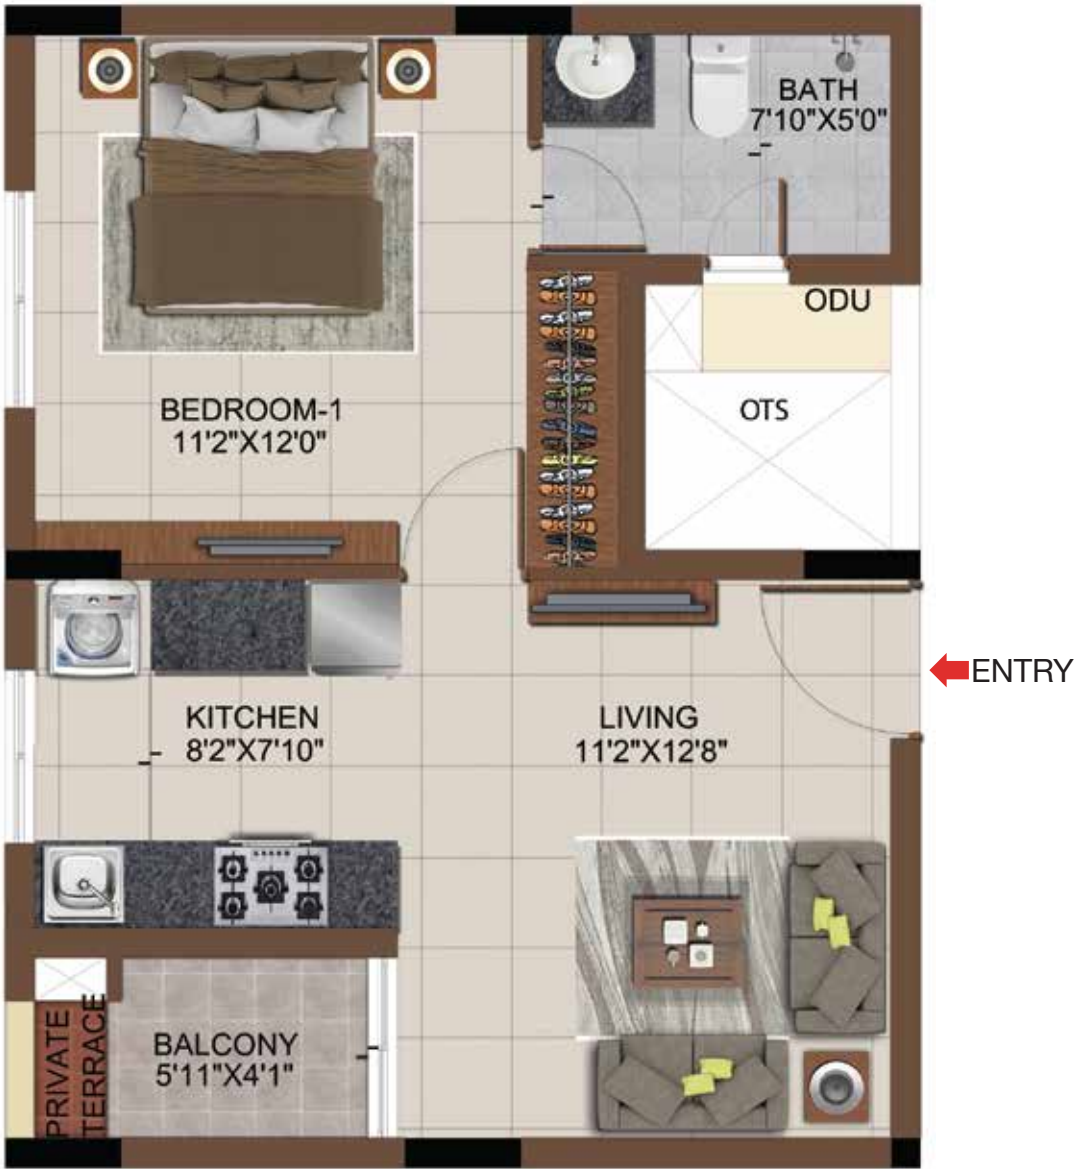 BATH
7'10"X5'0"
ODU
OTS
BEDROOM-1
11'2"X12'0"
ENTRY
KITCHEN
8'2"X7'10"
LIVING
11'2"X12'8"
BALCONY
5'11"X4'1"
PRIVATE
TERRACE